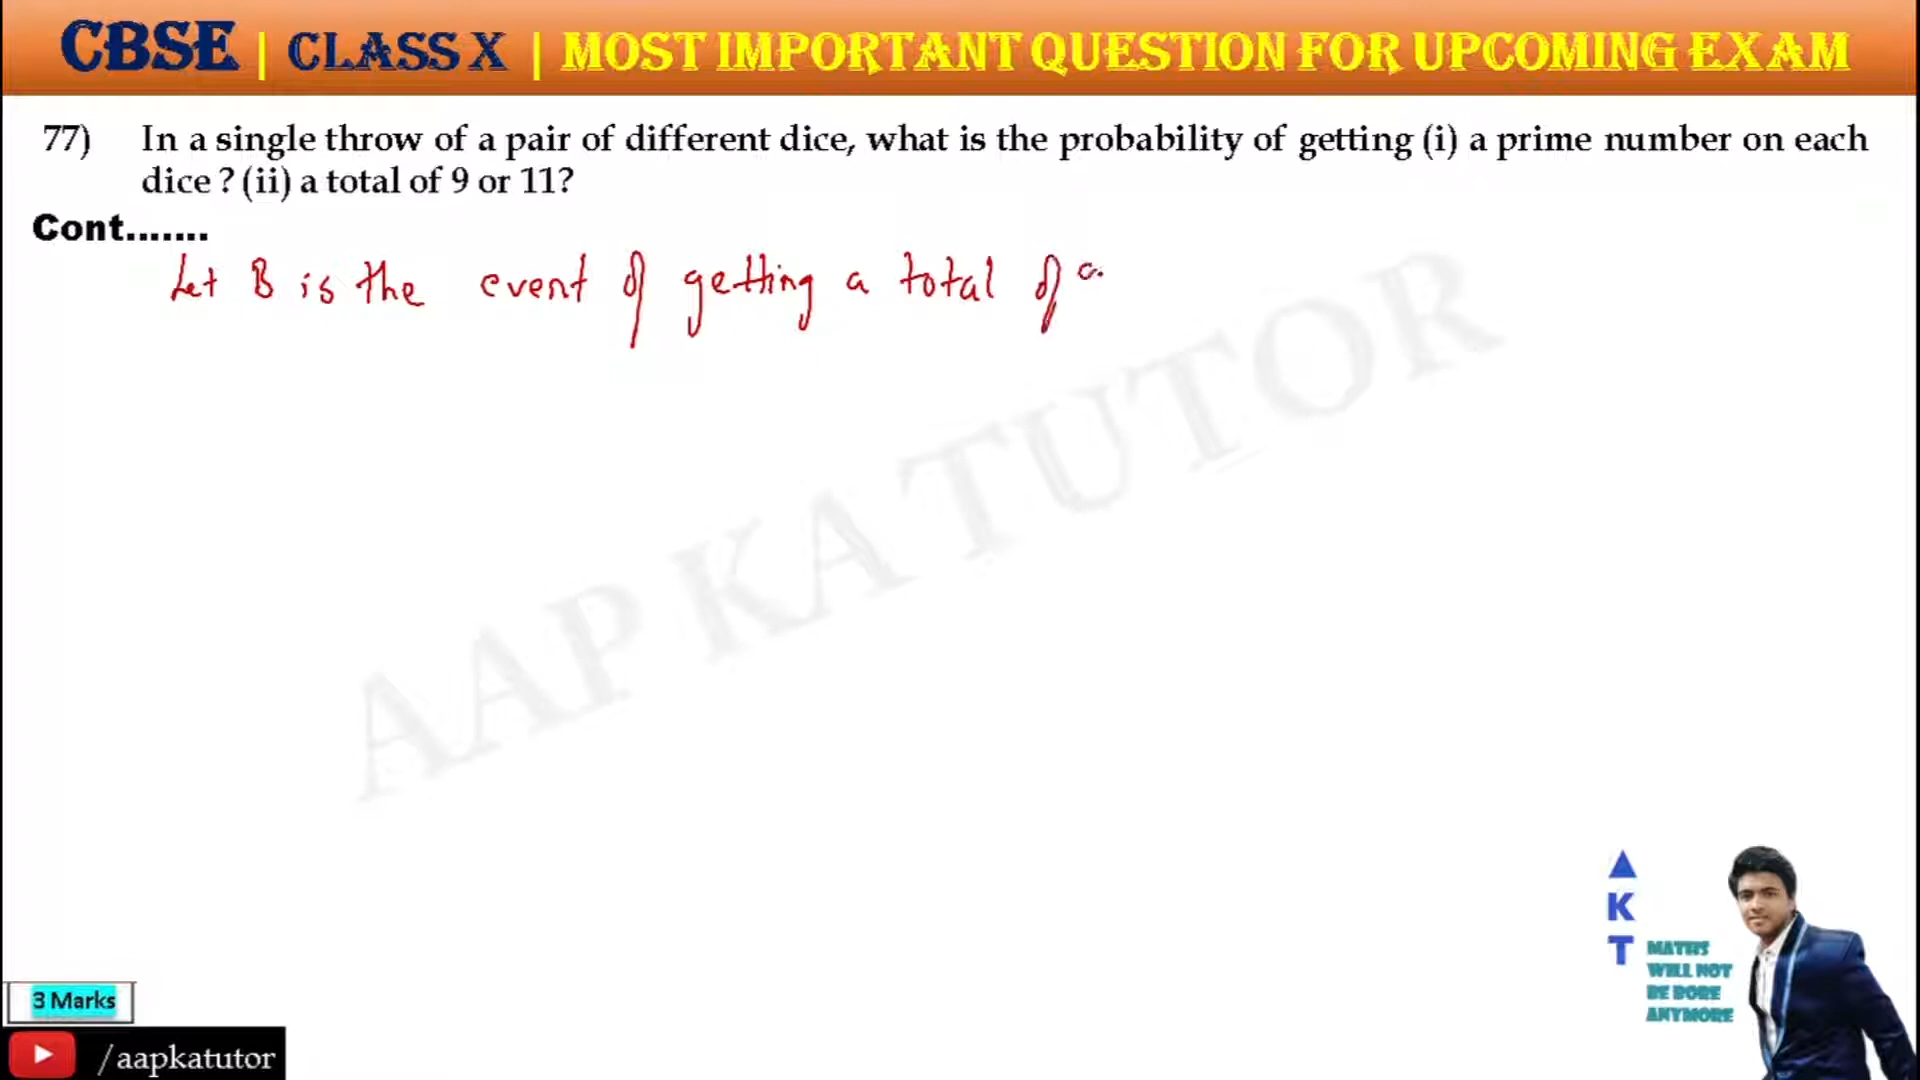 CBSE | CLASS X | MOST IMPORTANT QUESTION FOR UPCOMING EXAM
77) In a single throw of a pair of different dice, what is the probability of getting (i) a prime number on each
dice ? (ii) a total of 9 or 11?
Cont.......
Let B is the event of getting a total of
AAP KA TUTOR
A
K
T
MATHS
WILL NOT
BE BORE
ANYMORE
3 Marks
/aapkatutor